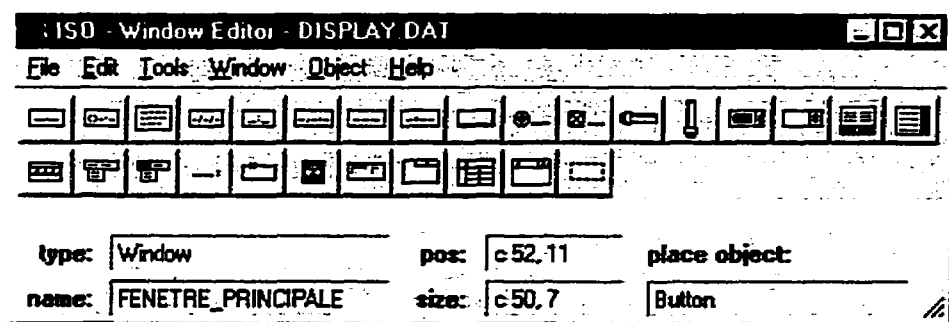 ISO - Window Editor - DISPLAY.DAT
File Edit Tools Window Object Help
type: Window pos: c 52, 11 place object:
name: FENETRE_PRINCIPALE size: c 50, 7 Button